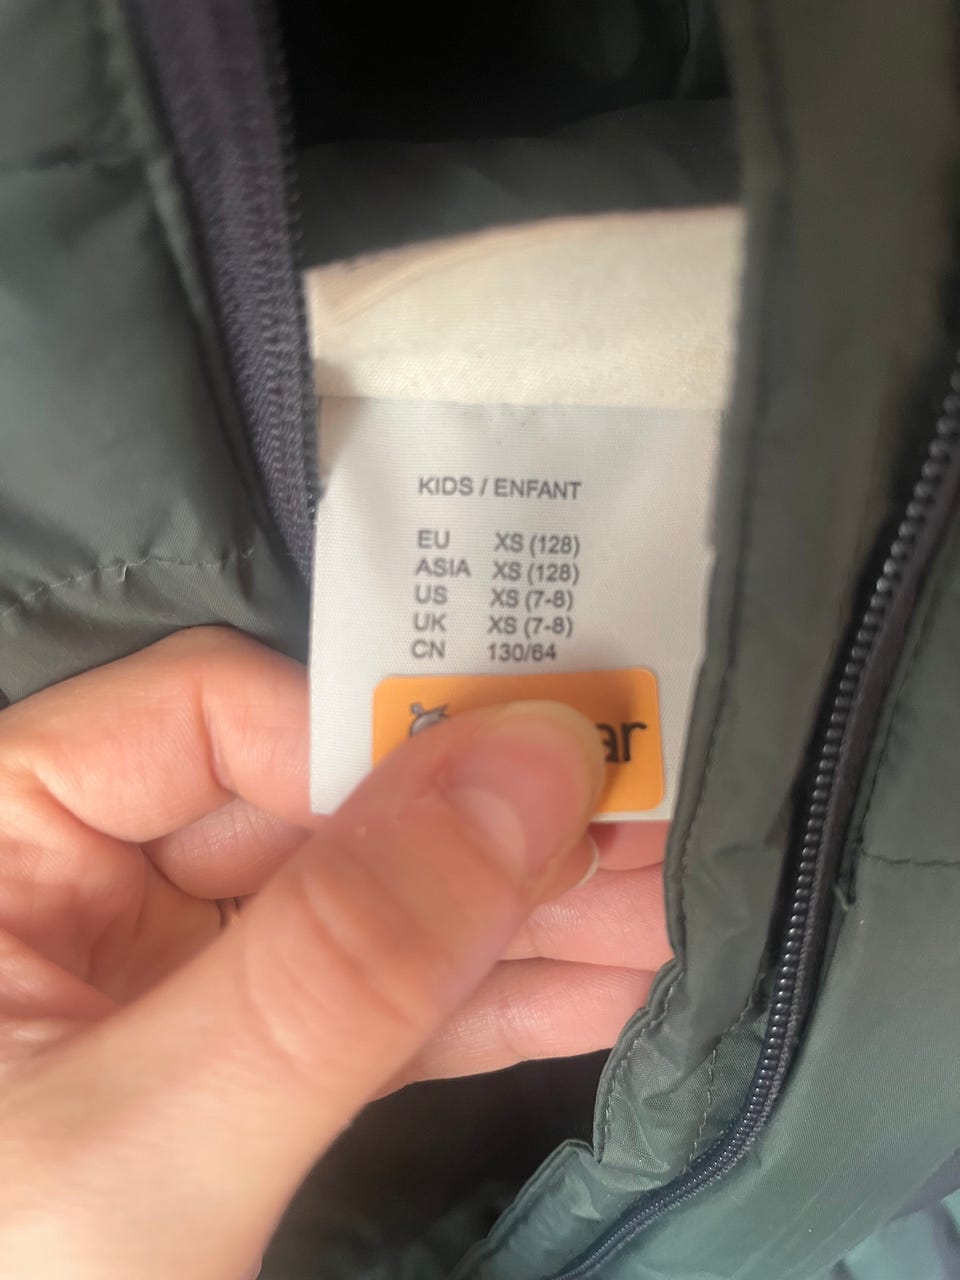 KIDS / ENFANT
EU XS (128)
ASIA XS (128)
US XS (7-8)
UK XS (7-8)
CN 130/64